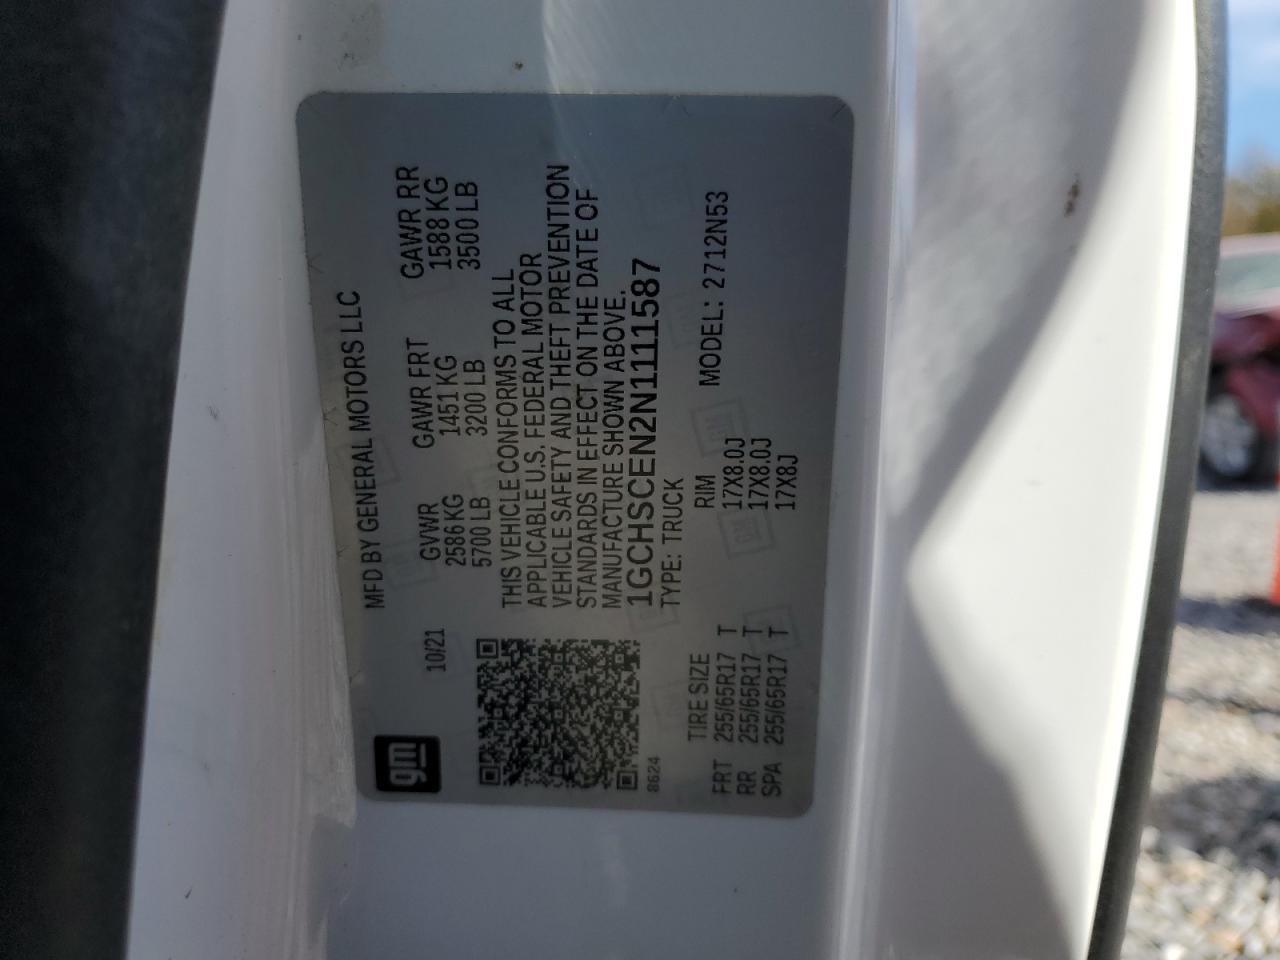 gm
MFD BY GENERAL MOTORS LLC
10/21 GVWR GAWR FRT GAWR RR
2586 KG 1451 KG 1588 KG
5700 LB 3200 LB 3500 LB
THIS VEHICLE CONFORMS TO ALL
APPLICABLE U.S. FEDERAL MOTOR
VEHICLE SAFETY AND THEFT PREVENTION
STANDARDS IN EFFECT ON THE DATE OF
MANUFACTURE SHOWN ABOVE.
1GCHSCEN2N1111587
8624 TYPE: TRUCK
TIRE SIZE RIM MODEL: 2712N53
FRT 255/65R17 T 17X8.0J
RR 255/65R17 T 17X8.0J
SPA 255/65R17 T 17X8J